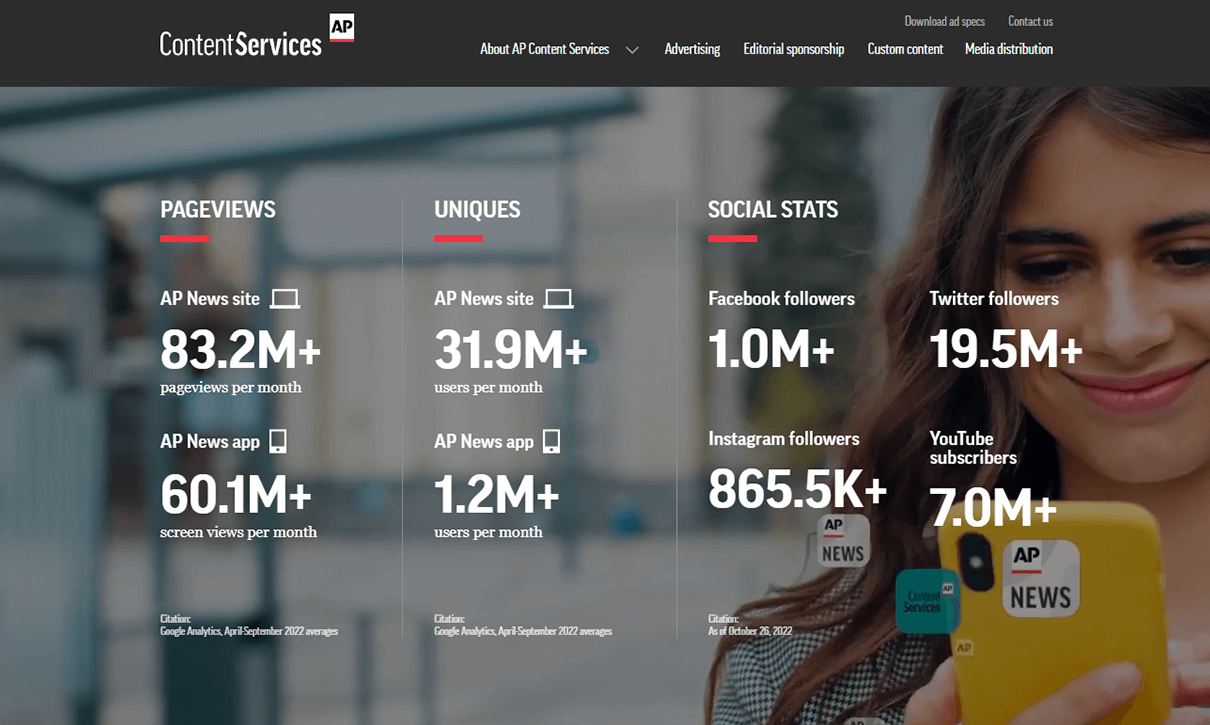 AP
ContentServices
Download ad specs
Contact us
About AP Content Services
Advertising
Editorial sponsorship
Custom content
Media distribution
PAGEVIEWS
AP News site
83.2M+
pageviews per month
AP News app
60.1M+
screen views per month
Citation:
Google Analytics, April-September 2022 averages
UNIQUES
AP News site
31.9M+
users per month
AP News app
1.2M+
users per month
Citation:
Google Analytics, April-September 2022 averages
SOCIAL STATS
Facebook followers
1.0M+
Twitter followers
19.5M+
Instagram followers
865.5K+
YouTube
subscribers
7.0M+
Citation:
As of October 26, 2022
AP
NEWS
AP
NEWS
Content AP
Services
AP
AP